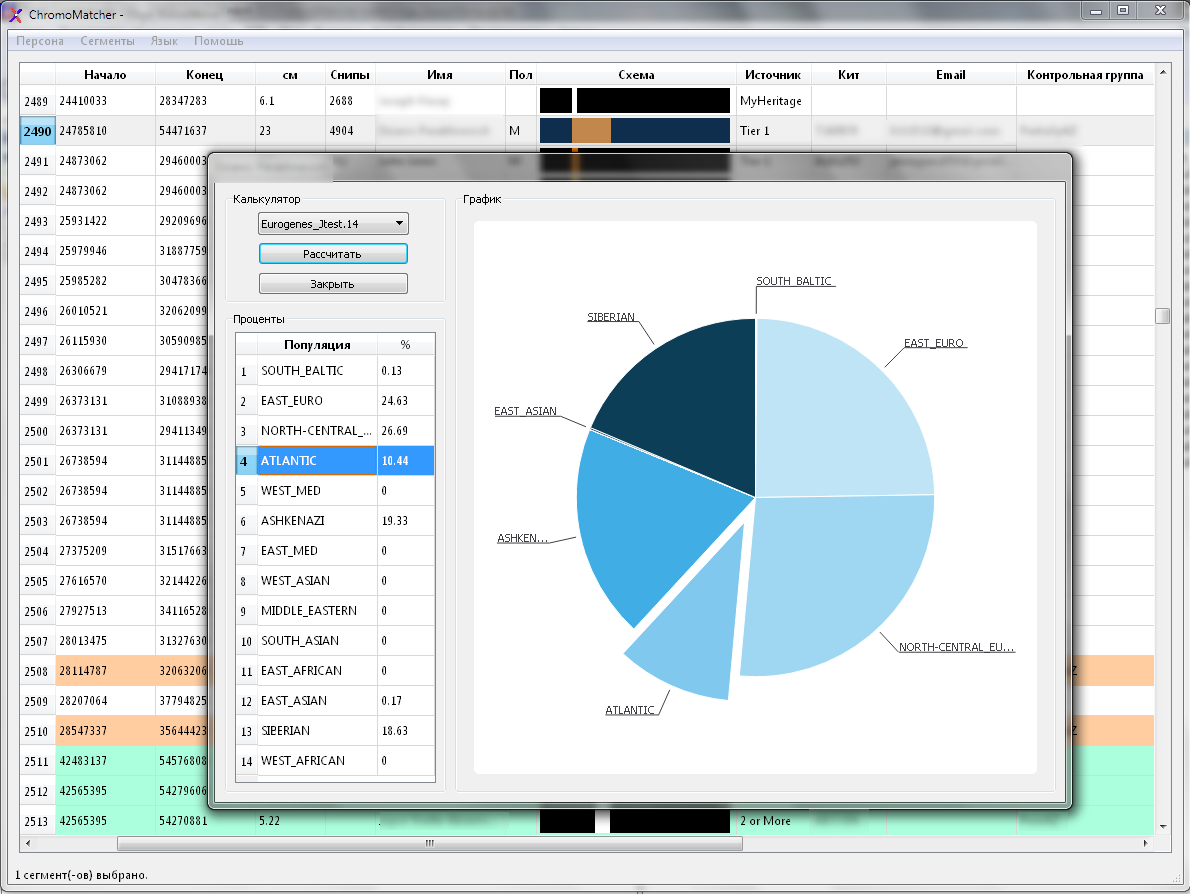 ChromoMatcher -
Персона Сегменты Язык Помощь
Начало Конец см Снипы Имя Пол Схема Источник Кит Email Контрольная группа
2489 24410033 28347283 6.1 2688 MyHeritage
2490 24785810 54471637 23 4904 M Tier 1
2491 24873062 29460003
2492 24873062 29460003
2493 25931422 29209696
2494 25979946 31887759
2495 25985282 30478366
2496 26010521 32062099
2497 26115930 30590985
2498 26306679 29417174
2499 26373131 31088938
2500 26373131 29411349
2501 26738594 31144885
2502 26738594 31144885
2503 26738594 31144885
2504 27375209 31517663
2505 27616570 32144226
2506 27927513 34116528
2507 28013475 31327630
2508 28114787 32063206
2509 28207064 37794825
2510 28547337 35644423
2511 42483137 54576808
2512 42565395 54279606
2513 42565395 54270881 5.22 2 or More
Калькулятор
Eurogenes_Jtest.14
Рассчитать
Закрыть
Проценты
Популяция %
1 SOUTH_BALTIC 0.13
2 EAST_EURO 24.63
3 NORTH-CENTRAL_... 26.69
4 ATLANTIC 10.44
5 WEST_MED 0
6 ASHKENAZI 19.33
7 EAST_MED 0
8 WEST_ASIAN 0
9 MIDDLE_EASTERN 0
10 SOUTH_ASIAN 0
11 EAST_AFRICAN 0
12 EAST_ASIAN 0.17
13 SIBERIAN 18.63
14 WEST_AFRICAN 0
График
SOUTH_BALTIC
SIBERIAN
EAST_EURO
EAST_ASIAN
ASHKEN...
NORTH-CENTRAL_EU...
ATLANTIC
1 сегмент(-ов) выбрано.